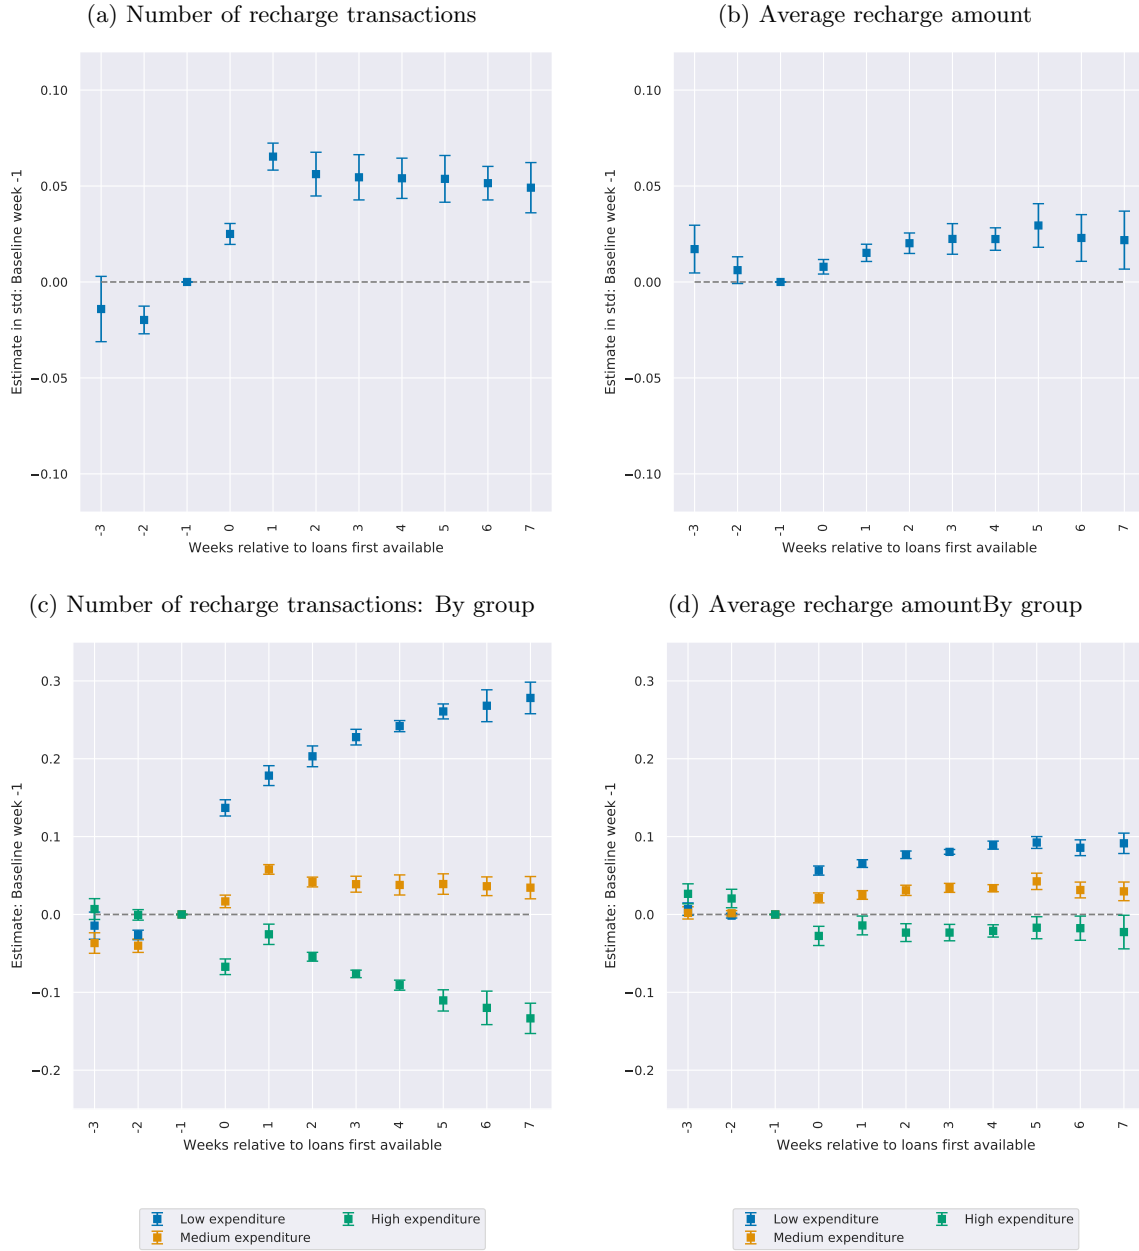 (a) Number of recharge transactions
0.10
0.05
0.00
−0.05
−0.10
Estimate in std: Baseline week -1
-3 -2 -1 0 1 2 3 4 5 6 7
Weeks relative to loans first available
(b) Average recharge amount
0.10
0.05
0.00
−0.05
−0.10
Estimate in std: Baseline week -1
-3 -2 -1 0 1 2 3 4 5 6 7
Weeks relative to loans first available
(c) Number of recharge transactions: By group
0.3
0.2
0.1
0.0
−0.1
−0.2
Estimate: Baseline week -1
-3 -2 -1 0 1 2 3 4 5 6 7
Weeks relative to loans first available
Low expenditure
Medium expenditure
High expenditure
(d) Average recharge amountBy group
0.3
0.2
0.1
0.0
−0.1
−0.2
Estimate: Baseline week -1
-3 -2 -1 0 1 2 3 4 5 6 7
Weeks relative to loans first available
Low expenditure
Medium expenditure
High expenditure